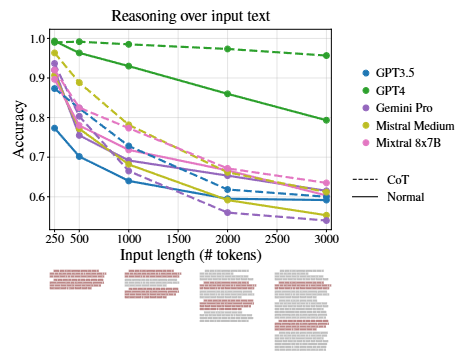 Reasoning over input text
1.0
0.9
0.8
0.7
0.6
Accuracy
250 500 1000 1500 2000 2500 3000
Input length (# tokens)
GPT3.5
GPT4
Gemini Pro
Mistral Medium
Mixtral 8x7B
CoT
Normal